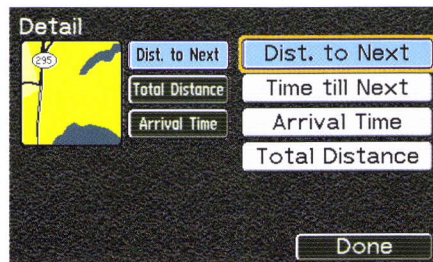 Detail
295
Dist. to Next
Total Distance
Arrival Time
Dist. to Next
Time till Next
Arrival Time
Total Distance
Done